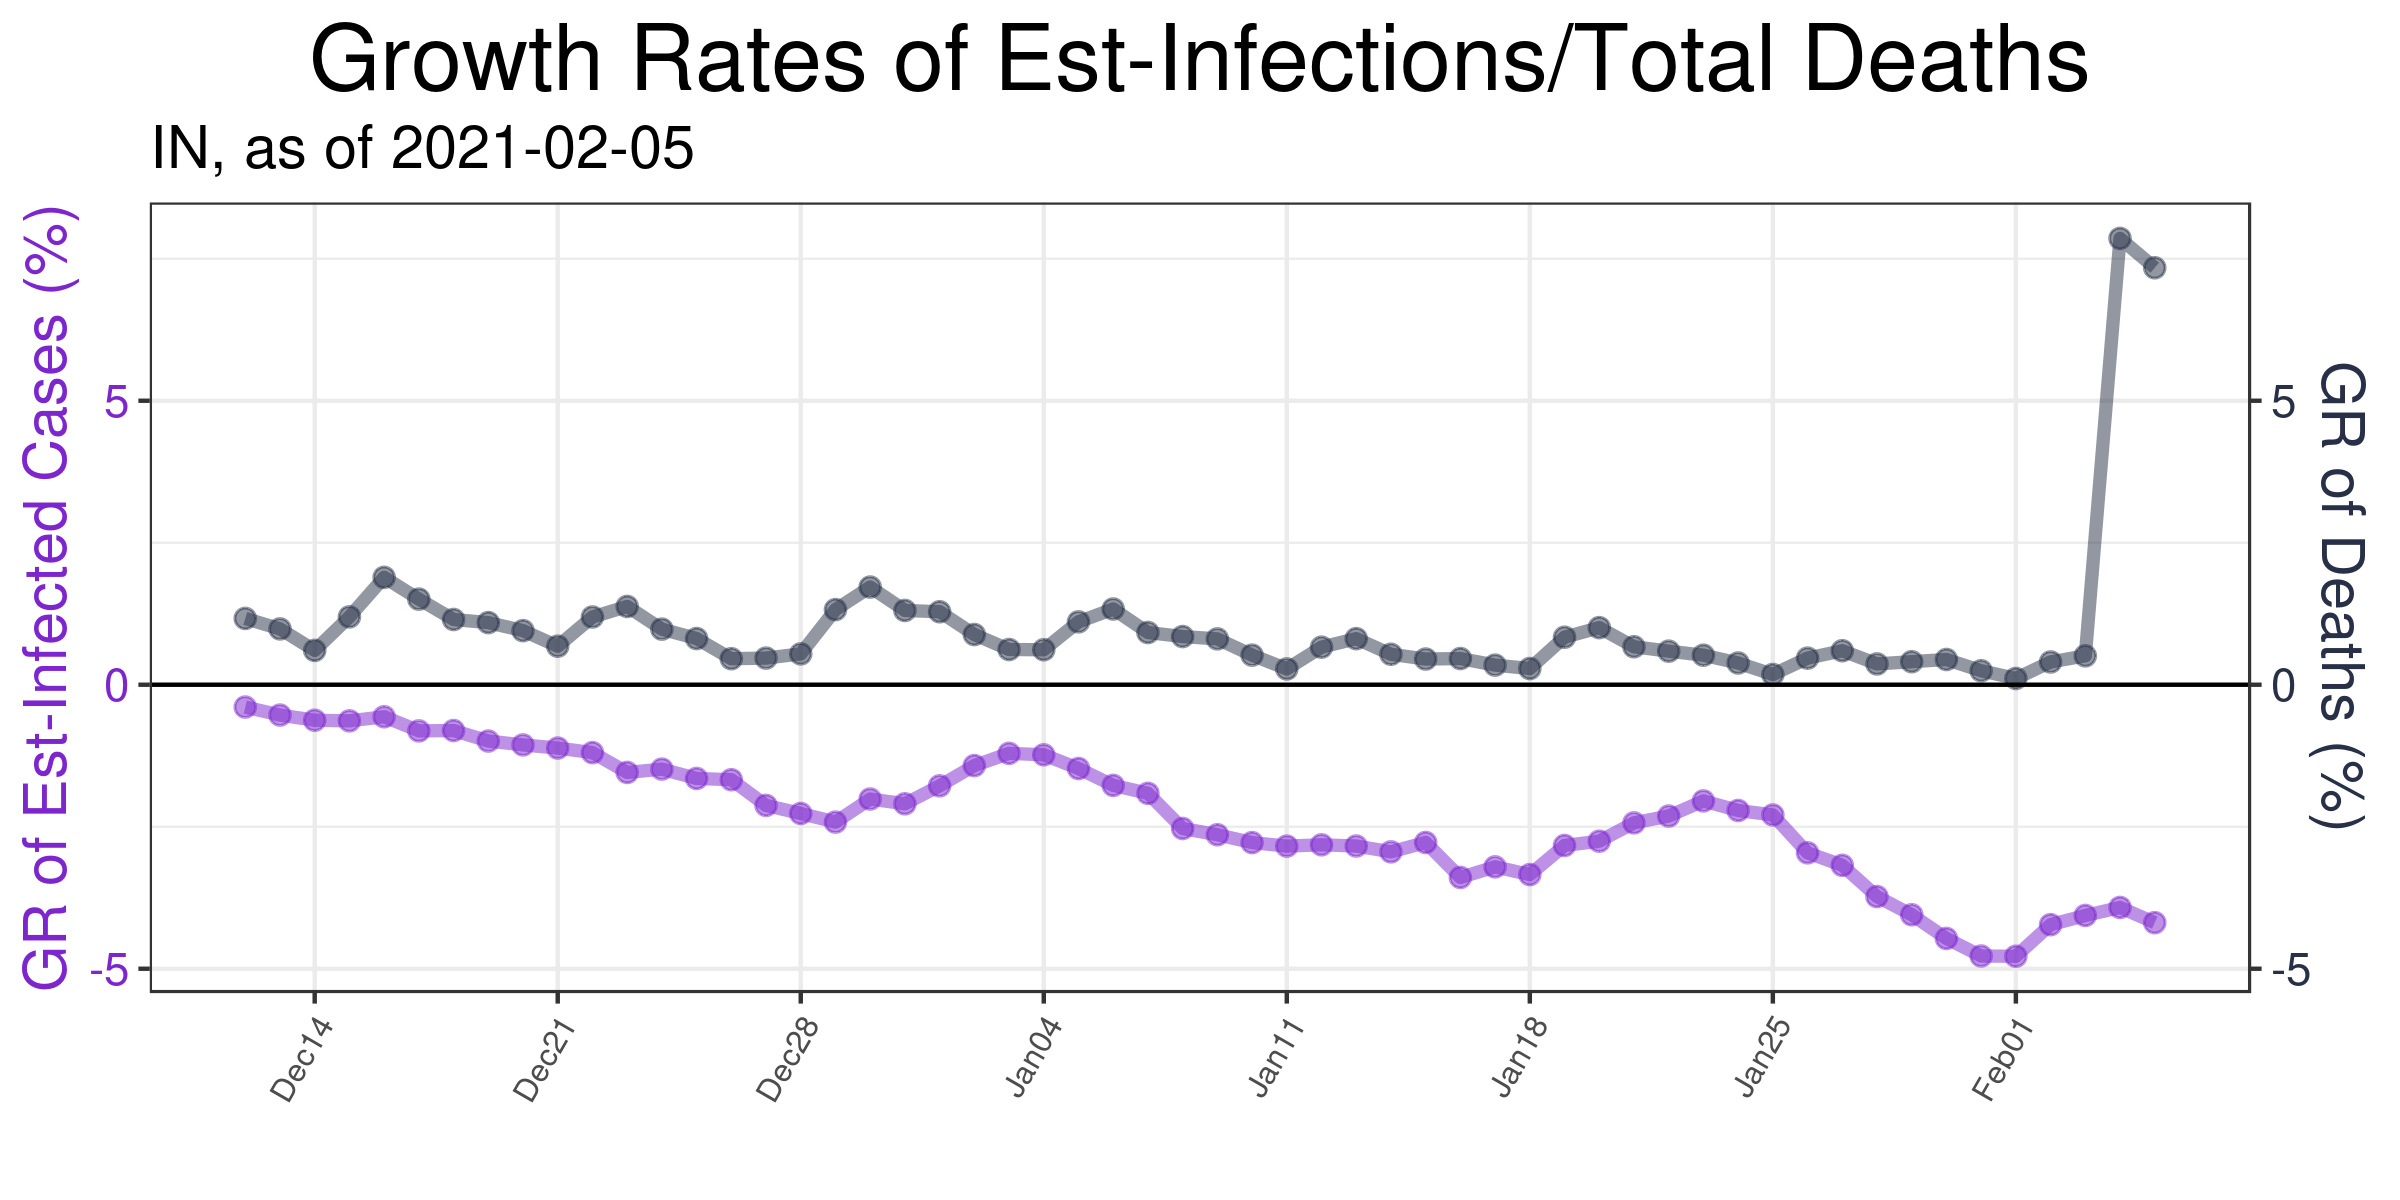 Growth Rates of Est-Infections/Total Deaths
IN, as of 2021-02-05
GR of Est-Infected Cases (%)
5
0
-5
5
0
-5
GR of Deaths (%)
Dec14
Dec21
Dec28
Jan04
Jan11
Jan18
Jan25
Feb01